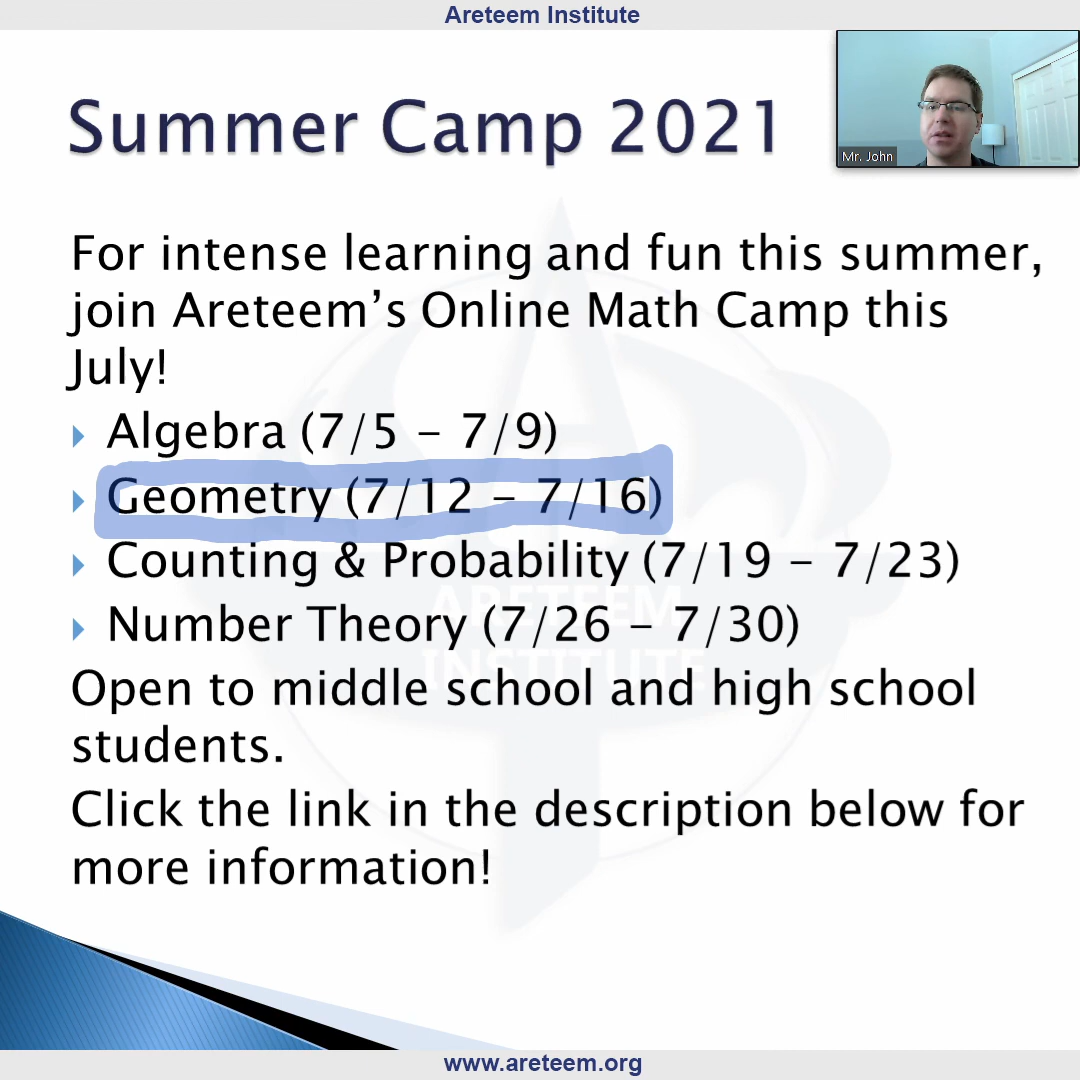 Areteem Institute
Summer Camp 2021
Mr. John
For intense learning and fun this summer,
join Areteem’s Online Math Camp this
July!
Algebra (7/5 – 7/9)
Geometry (7/12 – 7/16)
Counting & Probability (7/19 – 7/23)
Number Theory (7/26 – 7/30)
ARETEEM
INSTITUTE
Open to middle school and high school
students.
Click the link in the description below for
more information!
www.areteem.org